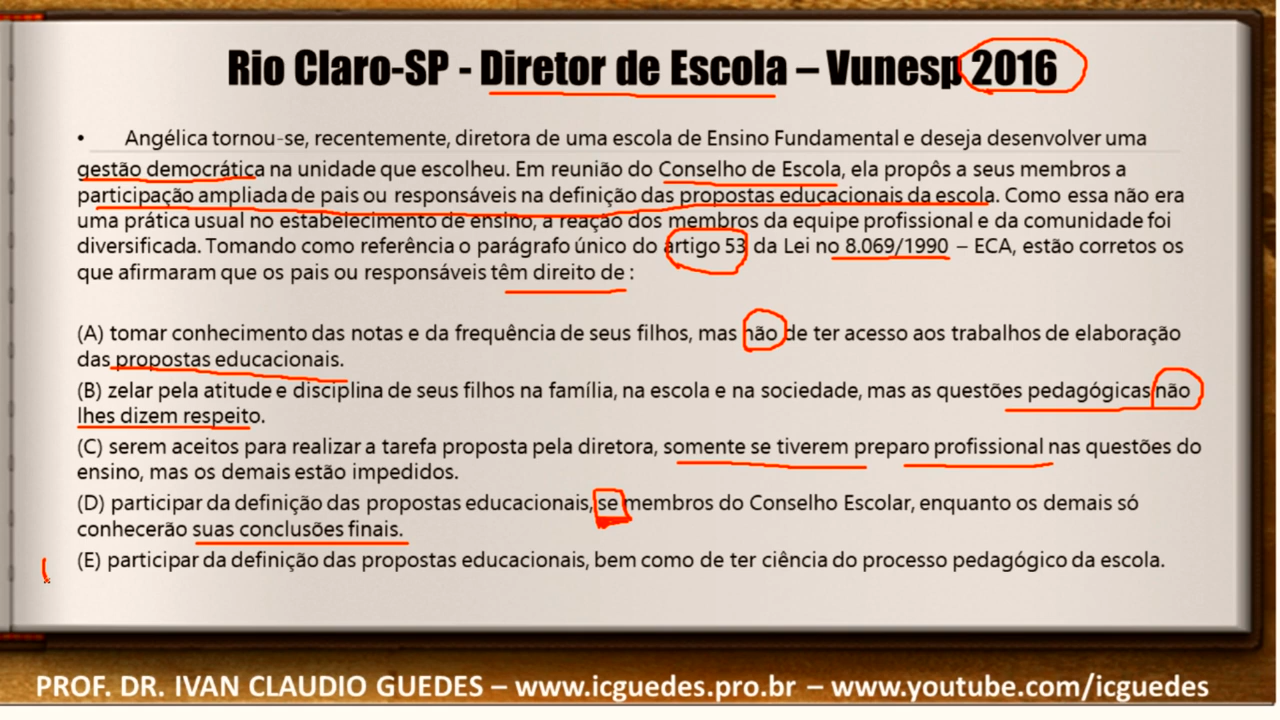 Rio Claro-SP - Diretor de Escola – Vunesp 2016
• Angélica tornou-se, recentemente, diretora de uma escola de Ensino Fundamental e deseja desenvolver uma
gestão democrática na unidade que escolheu. Em reunião do Conselho de Escola, ela propôs a seus membros a
participação ampliada de pais ou responsáveis na definição das propostas educacionais da escola. Como essa não era
uma prática usual no estabelecimento de ensino, a reação dos membros da equipe profissional e da comunidade foi
diversificada. Tomando como referência o parágrafo único do artigo 53 da Lei no 8.069/1990 – ECA, estão corretos os
que afirmaram que os pais ou responsáveis têm direito de :
(A) tomar conhecimento das notas e da frequência de seus filhos, mas não de ter acesso aos trabalhos de elaboração
das propostas educacionais.
(B) zelar pela atitude e disciplina de seus filhos na família, na escola e na sociedade, mas as questões pedagógicas não
lhes dizem respeito.
(C) serem aceitos para realizar a tarefa proposta pela diretora, somente se tiverem preparo profissional nas questões do
ensino, mas os demais estão impedidos.
(D) participar da definição das propostas educacionais, se membros do Conselho Escolar, enquanto os demais só
conhecerão suas conclusões finais.
(E) participar da definição das propostas educacionais, bem como de ter ciência do processo pedagógico da escola.
PROF. DR. IVAN CLAUDIO GUEDES – www.icguedes.pro.br – www.youtube.com/icguedes